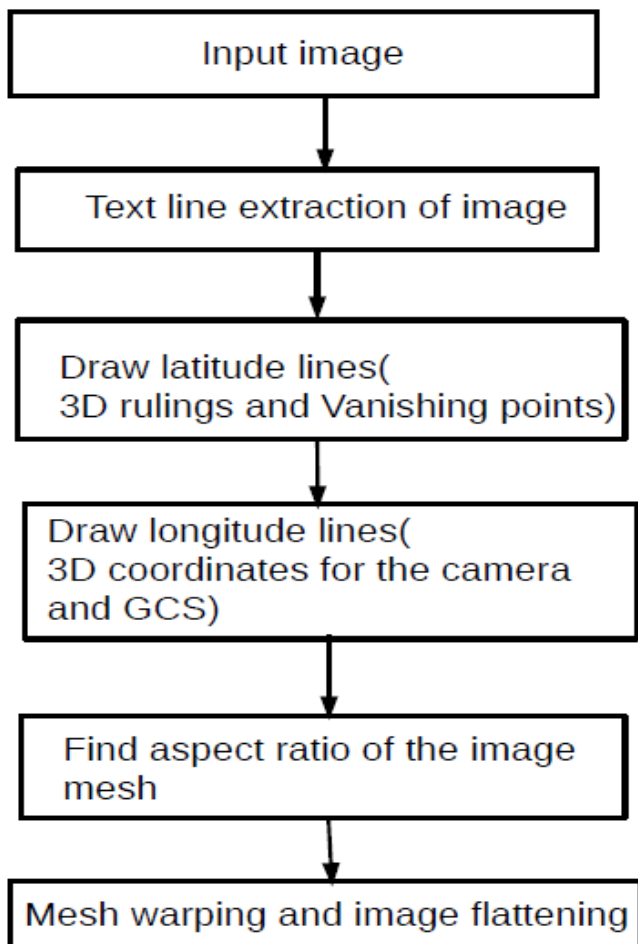 Input image
Text line extraction of image
Draw latitude lines(
3D rulings and Vanishing points)
Draw longitude lines(
3D coordinates for the camera
and GCS)
Find aspect ratio of the image
mesh
Mesh warping and image flattening